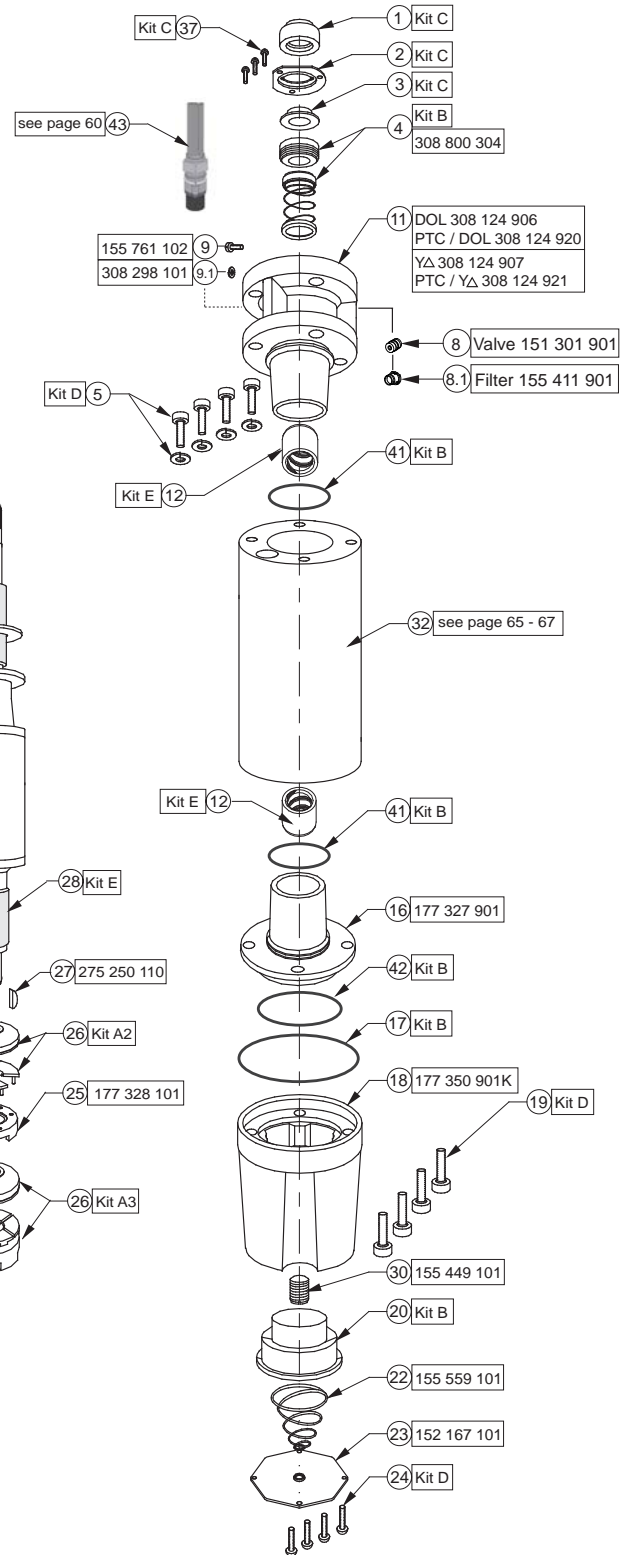 1 Kit C
Kit C 37
2 Kit C
3 Kit C
see page 60 43
4 Kit B
308 800 304
11 DOL 308 124 906
PTC / DOL 308 124 920
Y△ 308 124 907
PTC / Y△ 308 124 921
155 761 102 9
308 298 101 9.1
8 Valve 151 301 901
8.1 Filter 155 411 901
Kit D 5
41 Kit B
Kit E 12
32 see page 65 - 67
Kit E 12
41 Kit B
28 Kit E
16 177 327 901
42 Kit B
27 275 250 110
17 Kit B
26 Kit A2
18 177 350 901K
25 177 328 101
19 Kit D
26 Kit A3
30 155 449 101
20 Kit B
22 155 559 101
23 152 167 101
24 Kit D